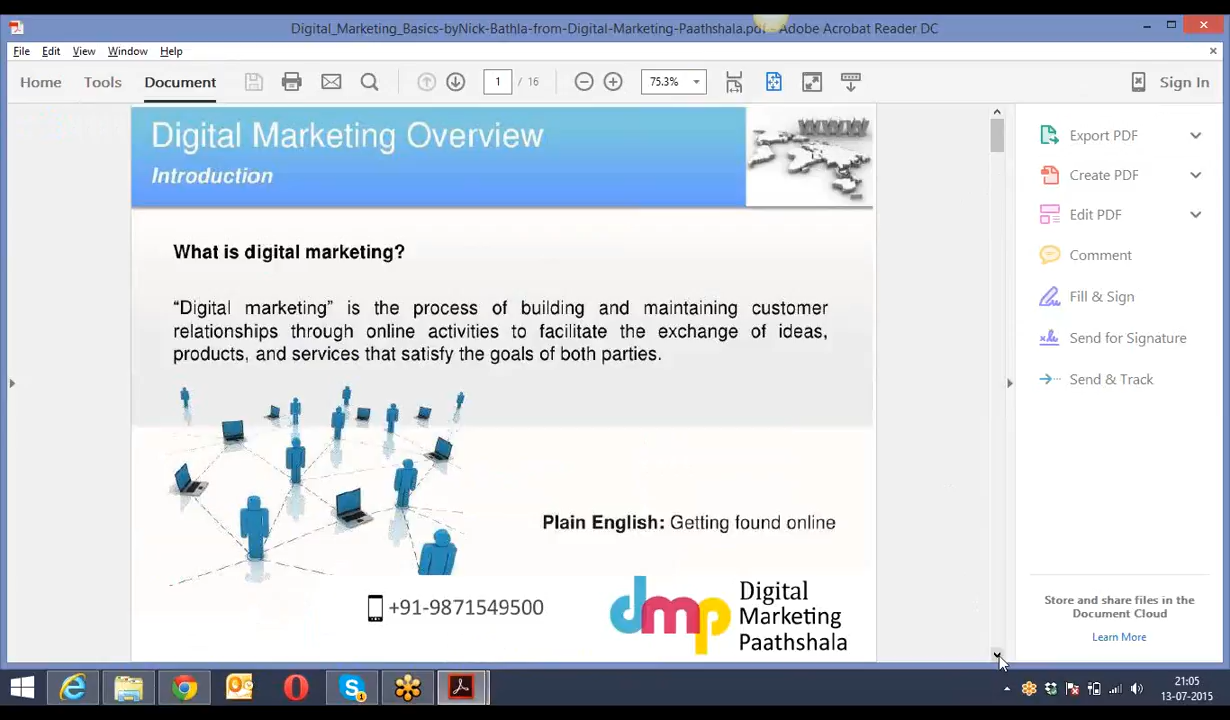 Digital_Marketing_Basics-byNick-Bathla-from-Digital-Marketing-Paathshala.pdf - Adobe Acrobat Reader DC
File Edit View Window Help
Home Tools Document 1 / 16 75.3% Sign In
Digital Marketing Overview
Introduction
WWW
What is digital marketing?
“Digital marketing” is the process of building and maintaining customer
relationships through online activities to facilitate the exchange of ideas,
products, and services that satisfy the goals of both parties.
Plain English: Getting found online
+91-9871549500
dmp
Digital
Marketing
Paathshala
Export PDF
Create PDF
Edit PDF
Comment
Fill & Sign
Send for Signature
Send & Track
Store and share files in the
Document Cloud
Learn More
21:05
13-07-2015